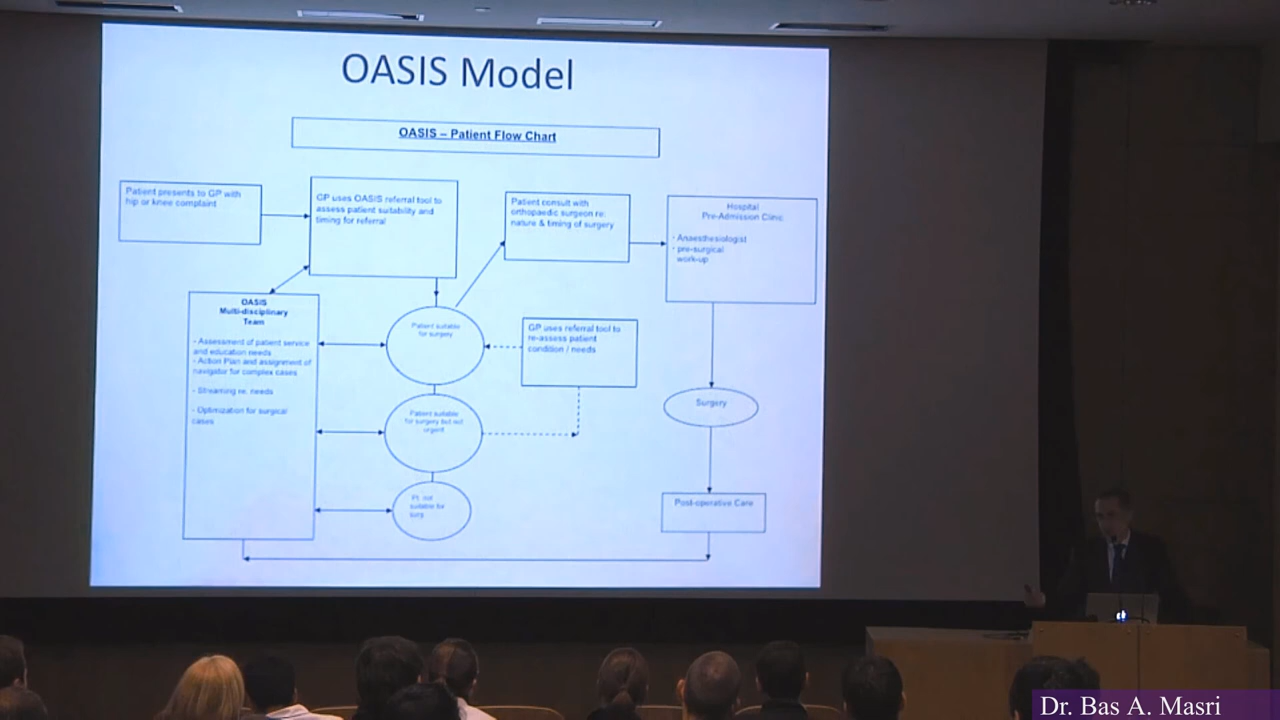 OASIS Model
OASIS – Patient Flow Chart
Patient presents to GP with
hip or knee complaint
GP uses OASIS referral tool to
assess patient suitability and
timing for referral
Patient consult with
orthopaedic surgeon re:
nature & timing of surgery
Hospital
Pre-Admission Clinic
- Anaesthesiologist
- pre-surgical
work-up
OASIS
Multi-disciplinary
Team
- Assessment of patient service
and education needs
- Action Plan and assignment of
navigator for complex cases
- Streaming re. needs
- Optimization for surgical
cases
Patient suitable
for surgery
GP uses referral tool to
re-assess patient
condition / needs
Patient suitable
for surgery but not
urgent
Pt. not
suitable for
surg
Surgery
Post-operative Care
Dr. Bas A. Masri